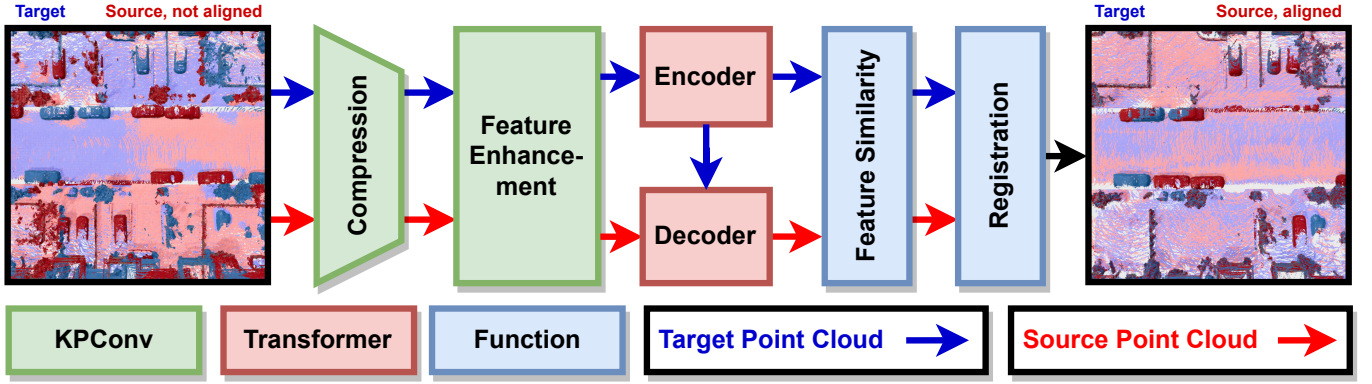 Target Source, not aligned
Target Source, aligned
Compression
Feature
Enhance-
ment
Encoder
Decoder
Feature Similarity
Registration
KPConv
Transformer
Function
Target Point Cloud
Source Point Cloud